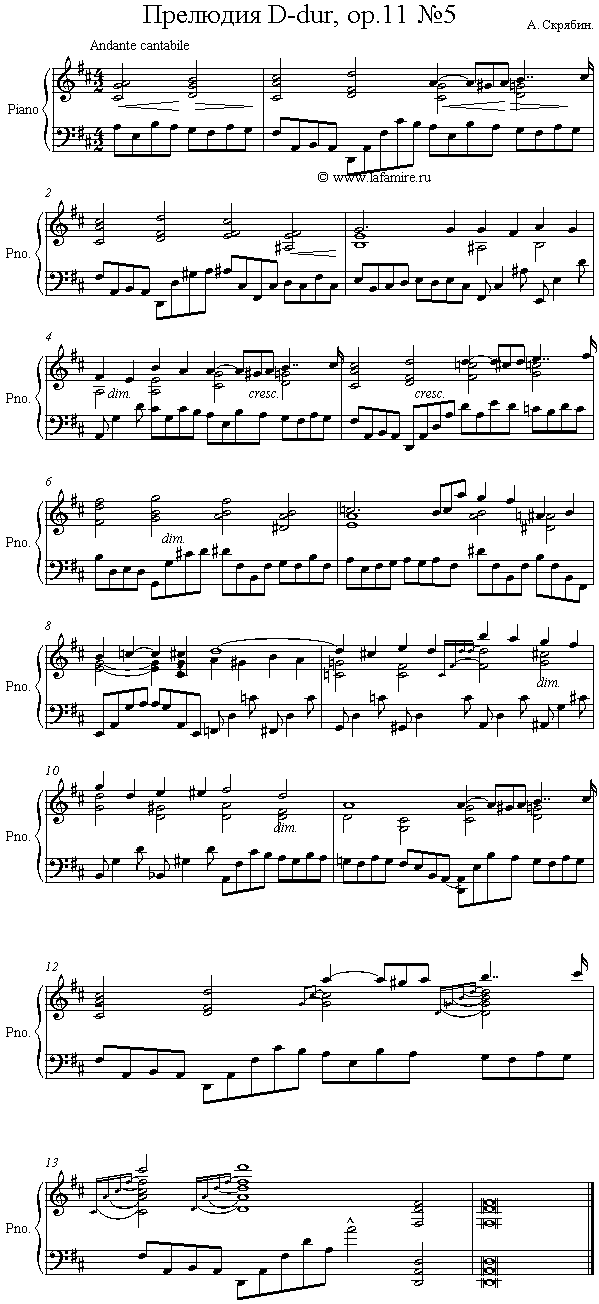 Прелюдия D-dur, op.11 №5
А. Скрябин.
Andante cantabile
Piano
© www.lafamire.ru
2
Pno.
4
Pno.
dim.
cresc.
cresc.
6
Pno.
dim.
8
Pno.
dim.
10
Pno.
dim.
12
Pno.
13
Pno.